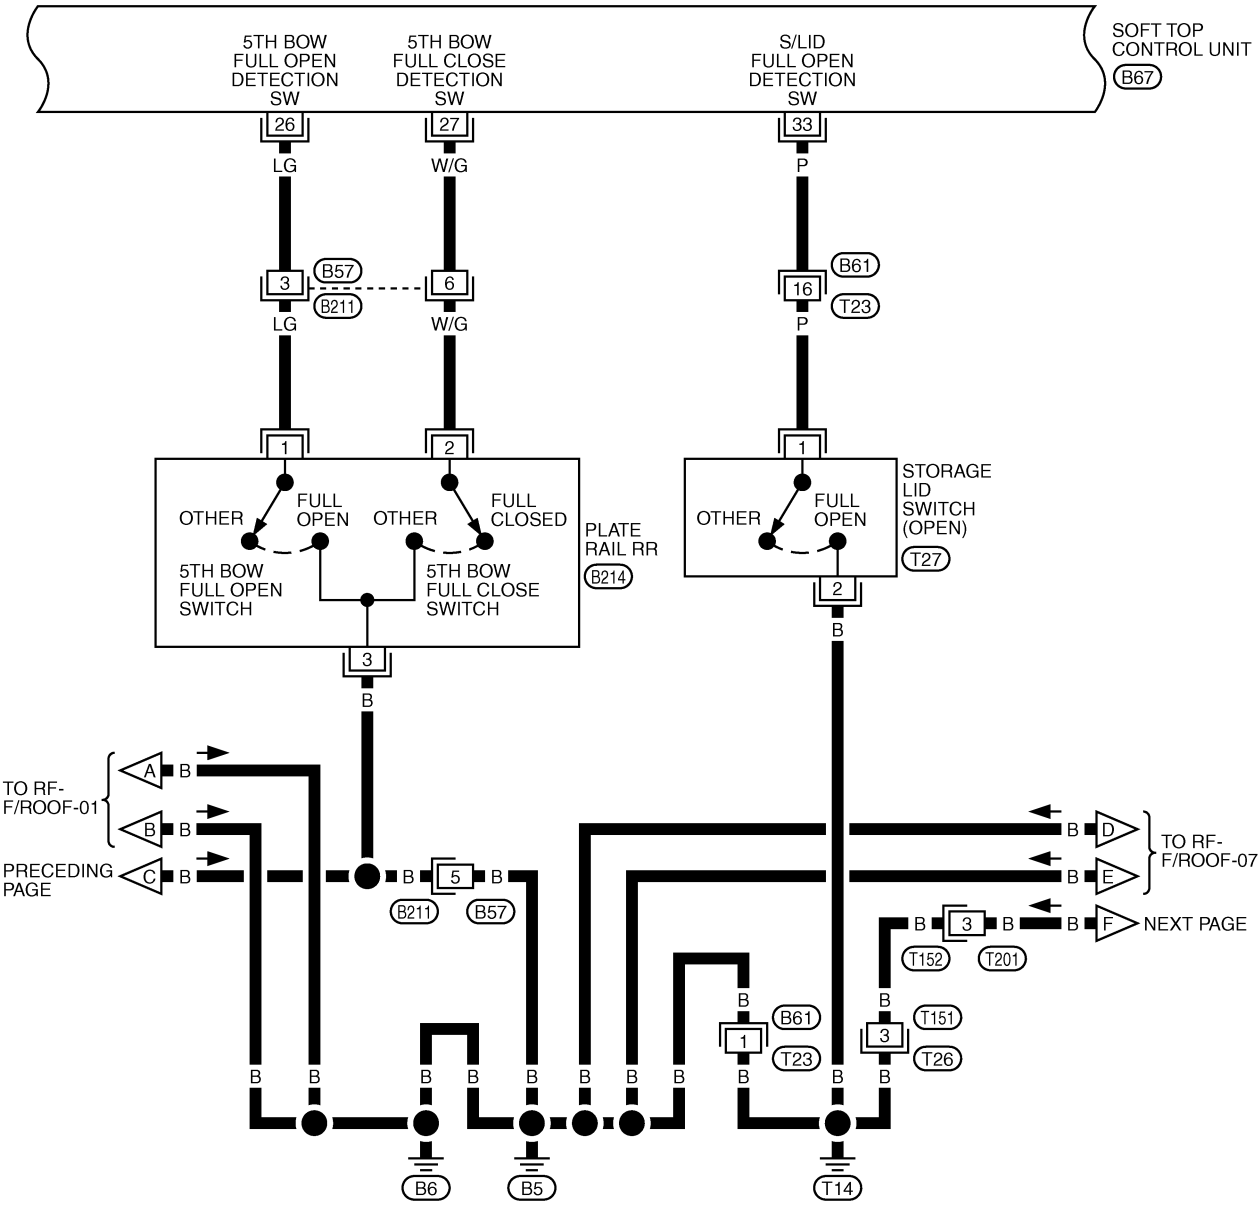 5TH BOW
FULL OPEN
DETECTION
SW
5TH BOW
FULL CLOSE
DETECTION
SW
S/LID
FULL OPEN
DETECTION
SW
SOFT TOP
CONTROL UNIT
B67
26
27
33
LG
W/G
P
3
B57
B211
6
16
B61
T23
LG
W/G
P
1
2
1
OTHER
FULL
OPEN
OTHER
FULL
CLOSED
5TH BOW
FULL OPEN
SWITCH
5TH BOW
FULL CLOSE
SWITCH
PLATE
RAIL RR
B214
OTHER
FULL
OPEN
STORAGE
LID
SWITCH
(OPEN)
T27
3
2
B
B
TO RF-
F/ROOF-01
A
B
B
B
PRECEDING
PAGE
C
B
B
5
B
B211
B57
B
D
B
E
TO RF-
F/ROOF-07
B
3
B
B
F
NEXT PAGE
T152
T201
B
B
1
B61
T23
3
T151
T26
B
B
B
B
B
B
B
B
B
B
B
B6
B5
T14